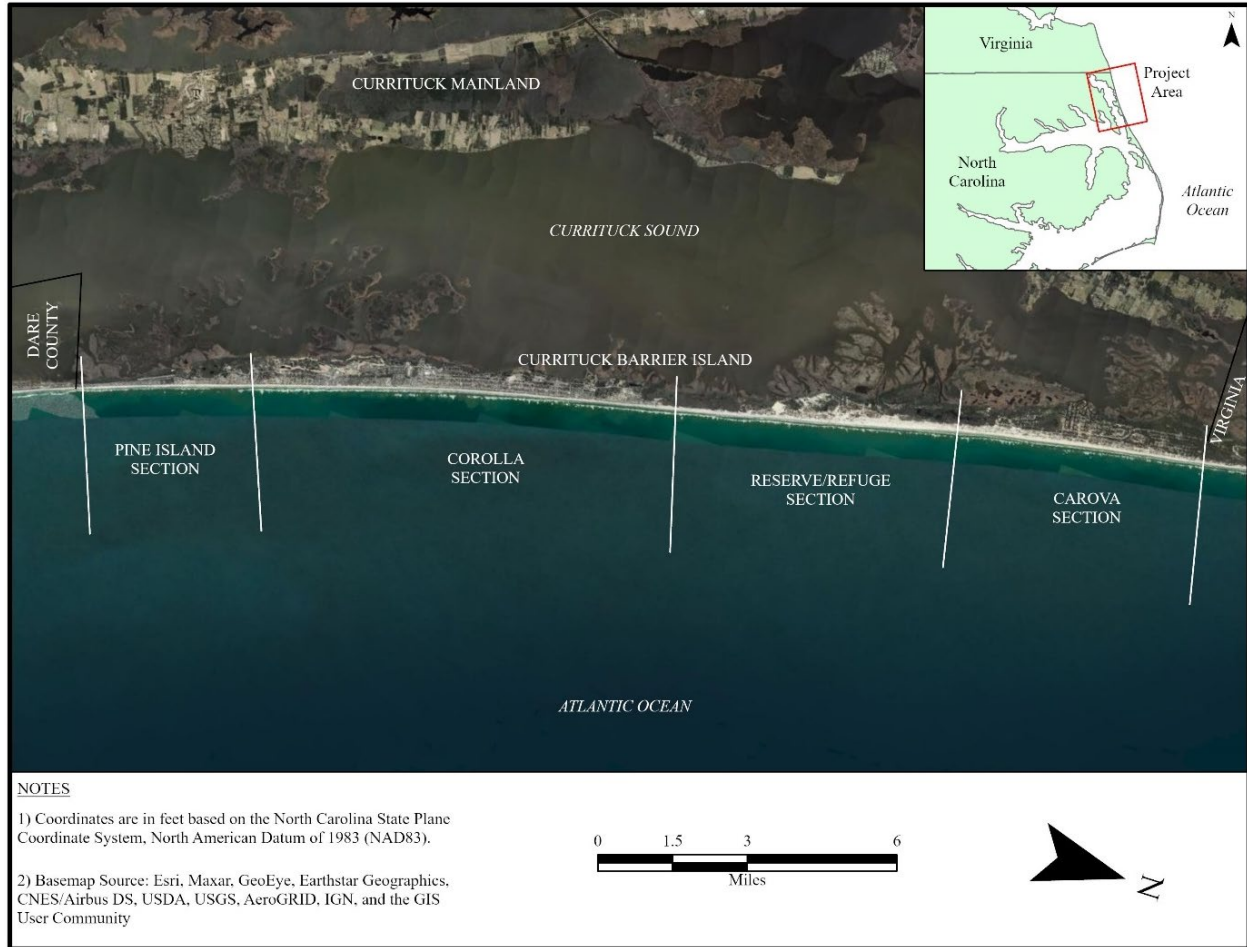 CURRITUCK MAINLAND
Virginia
N
Project
Area
North
Carolina
Atlantic
Ocean
CURRITUCK SOUND
DARE
COUNTY
CURRITUCK BARRIER ISLAND
VIRGINIA
PINE ISLAND
SECTION
COROLLA
SECTION
RESERVE/REFUGE
SECTION
CAROVA
SECTION
ATLANTIC OCEAN
NOTES
1) Coordinates are in feet based on the North Carolina State Plane
Coordinate System, North American Datum of 1983 (NAD83).
2) Basemap Source: Esri, Maxar, GeoEye, Earthstar Geographics,
CNES/Airbus DS, USDA, USGS, AeroGRID, IGN, and the GIS
User Community
0 1.5 3 6
Miles
N